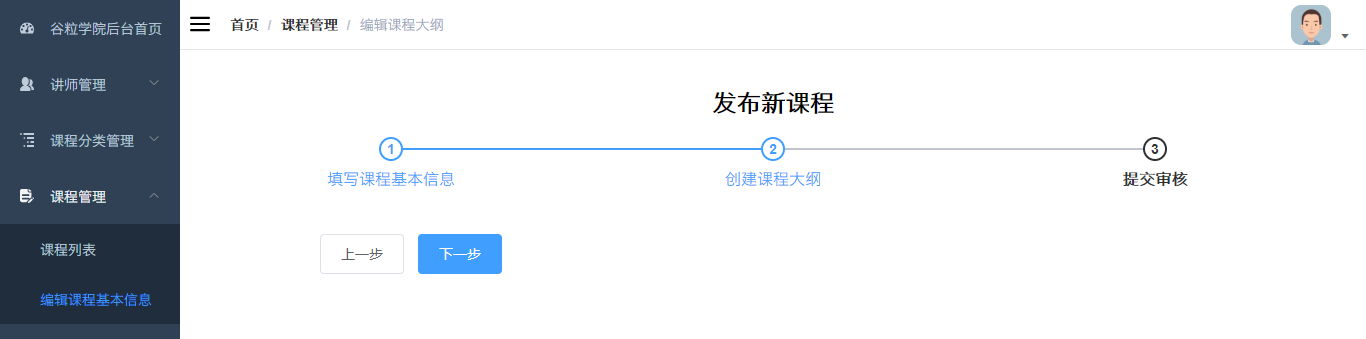 谷粒学院后台首页
讲师管理
课程分类管理
课程管理
课程列表
编辑课程基本信息
首页 / 课程管理 / 编辑课程大纲
发布新课程
1 2 3
填写课程基本信息 创建课程大纲 提交审核
上一步 下一步